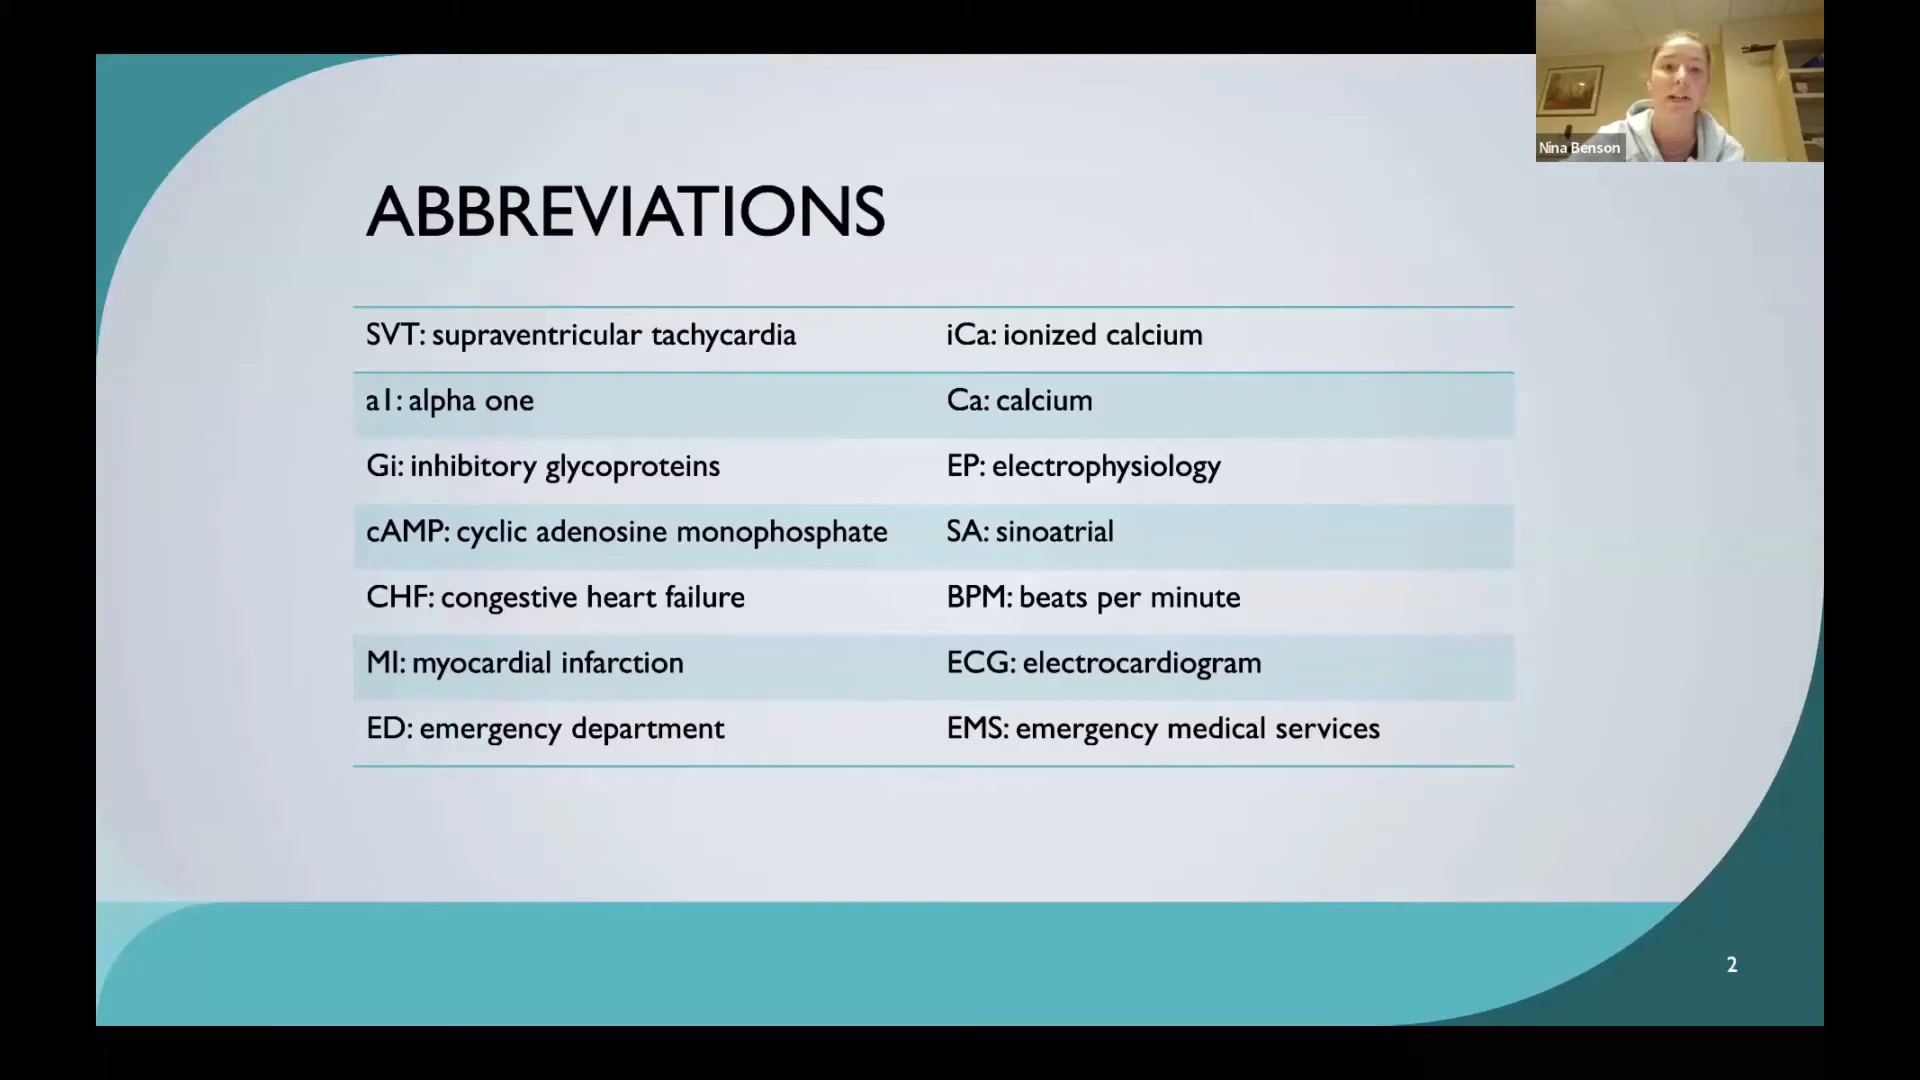 Nina Benson
ABBREVIATIONS
SVT: supraventricular tachycardia
iCa: ionized calcium
a1: alpha one
Ca: calcium
Gi: inhibitory glycoproteins
EP: electrophysiology
cAMP: cyclic adenosine monophosphate
SA: sinoatrial
CHF: congestive heart failure
BPM: beats per minute
MI: myocardial infarction
ECG: electrocardiogram
ED: emergency department
EMS: emergency medical services
2